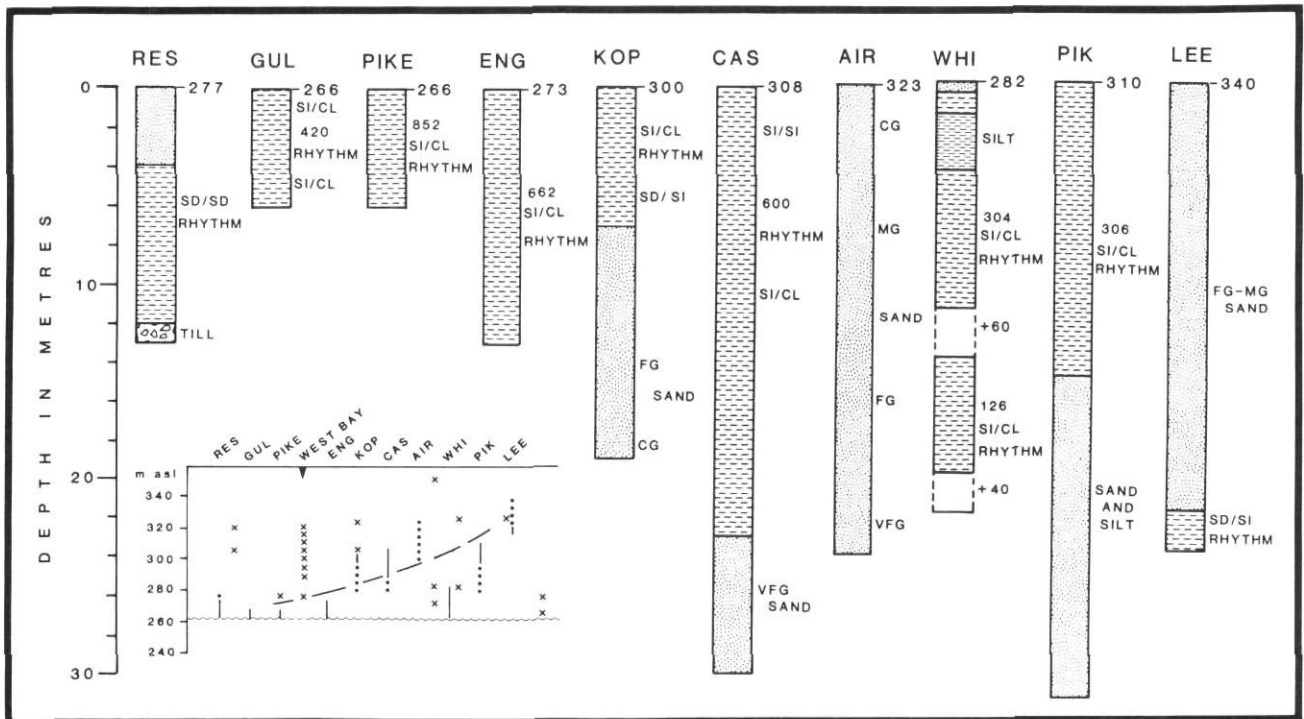 RES
GUL
PIKE
ENG
KOP
CAS
AIR
WHI
PIK
LEE
DEPTH IN METRES
0
10
20
30
277
SD/SD
RHYTHM
TILL
266
SI/CL
420
RHYTHM
SI/CL
266
852
SI/CL
RHYTHM
273
662
SI/CL
RHYTHM
300
SI/CL
RHYTHM
SD/SI
FG
SAND
CG
308
SI/SI
600
RHYTHM
SI/CL
VFG
SAND
323
CG
MG
SAND
FG
VFG
282
SILT
304
SI/CL
RHYTHM
+60
126
SI/CL
RHYTHM
+40
310
306
SI/CL
RHYTHM
SAND
AND
SILT
340
FG-MG
SAND
SD/SI
RHYTHM
RES
GUL
PIKE
WEST BAY
ENG
KOP
CAS
AIR
WHI
PIK
LEE
m asl
340
320
300
280
260
240